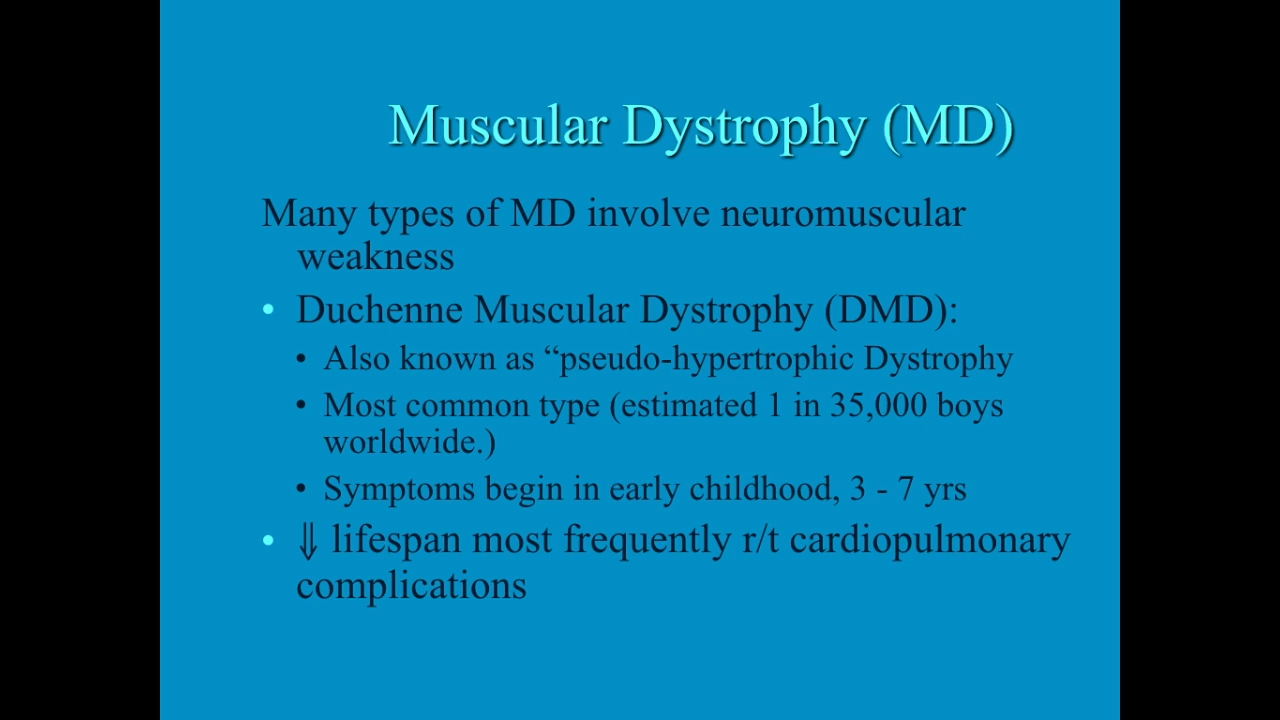 Muscular Dystrophy (MD)
Many types of MD involve neuromuscular
weakness
• Duchenne Muscular Dystrophy (DMD):
• Also known as “pseudo-hypertrophic Dystrophy
• Most common type (estimated 1 in 35,000 boys
worldwide.)
• Symptoms begin in early childhood, 3 - 7 yrs
• ⇓ lifespan most frequently r/t cardiopulmonary
complications